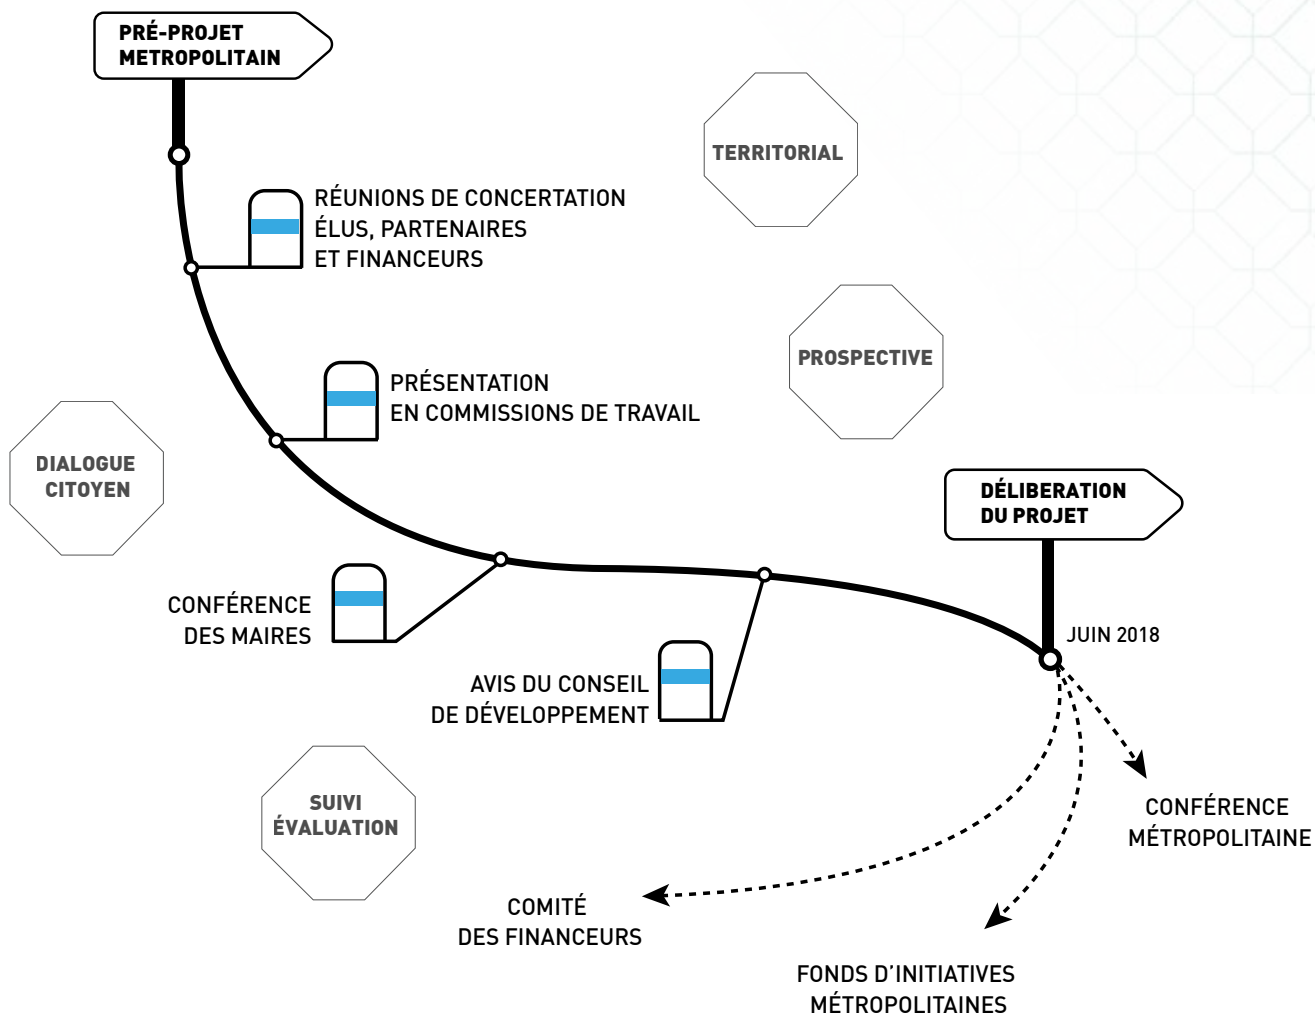 PRÉ-PROJET
METROPOLITAIN
TERRITORIAL
RÉUNIONS DE CONCERTATION
ÉLUS, PARTENAIRES
ET FINANCEURS
PROSPECTIVE
PRÉSENTATION
EN COMMISSIONS DE TRAVAIL
DIALOGUE
CITOYEN
DÉLIBERATION
DU PROJET
CONFÉRENCE
DES MAIRES
JUIN 2018
AVIS DU CONSEIL
DE DÉVELOPPEMENT
SUIVI
ÉVALUATION
CONFÉRENCE
MÉTROPOLITAINE
COMITÉ
DES FINANCEURS
FONDS D'INITIATIVES
MÉTROPOLITAINES